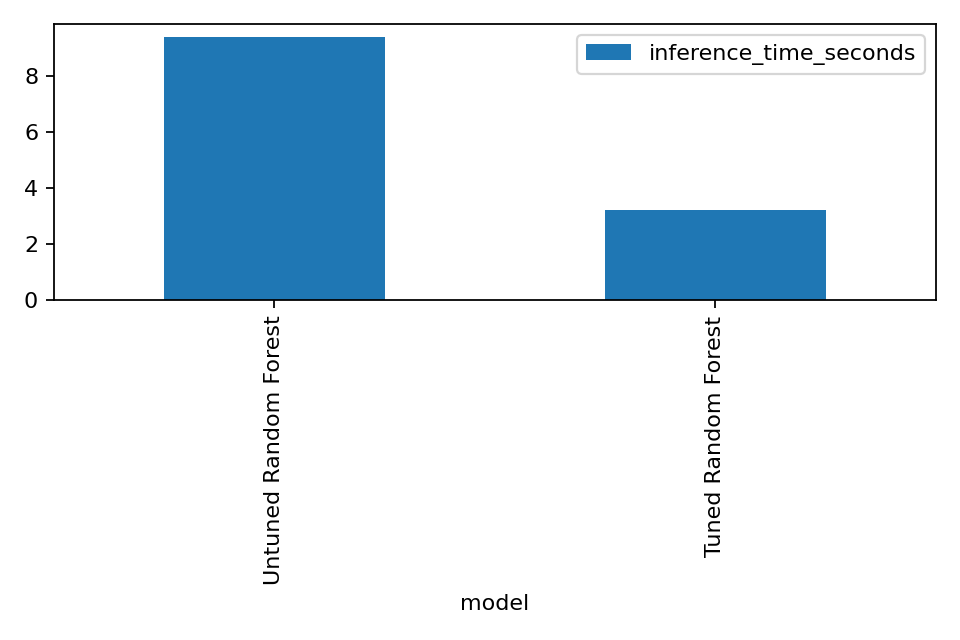 inference_time_seconds
8
6
4
2
0
Untuned Random Forest
Tuned Random Forest
model